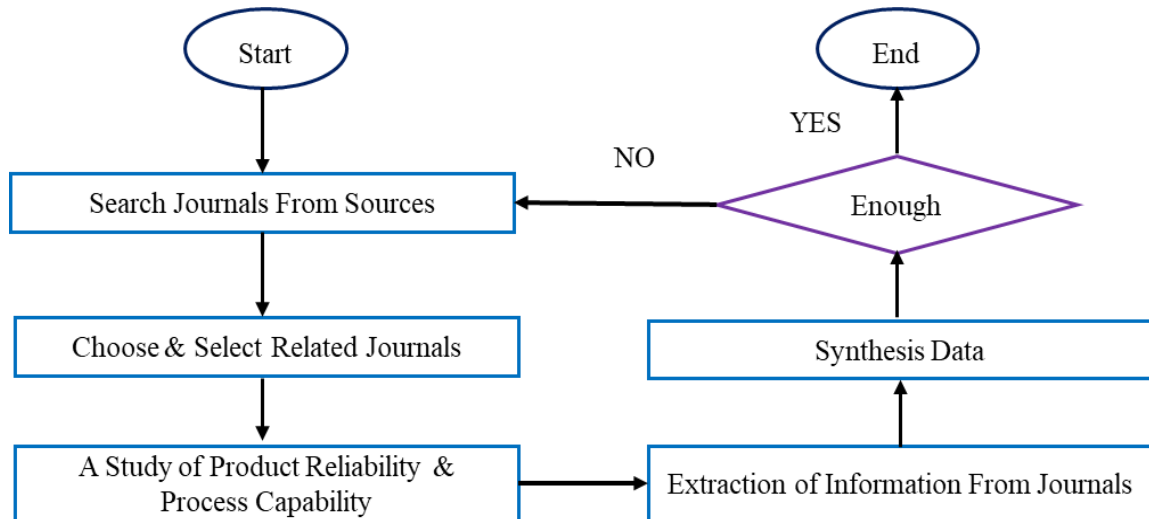 Start
End
YES
NO
Search Journals From Sources
Enough
Choose & Select Related Journals
Synthesis Data
A Study of Product Reliability &
Process Capability
Extraction of Information From Journals